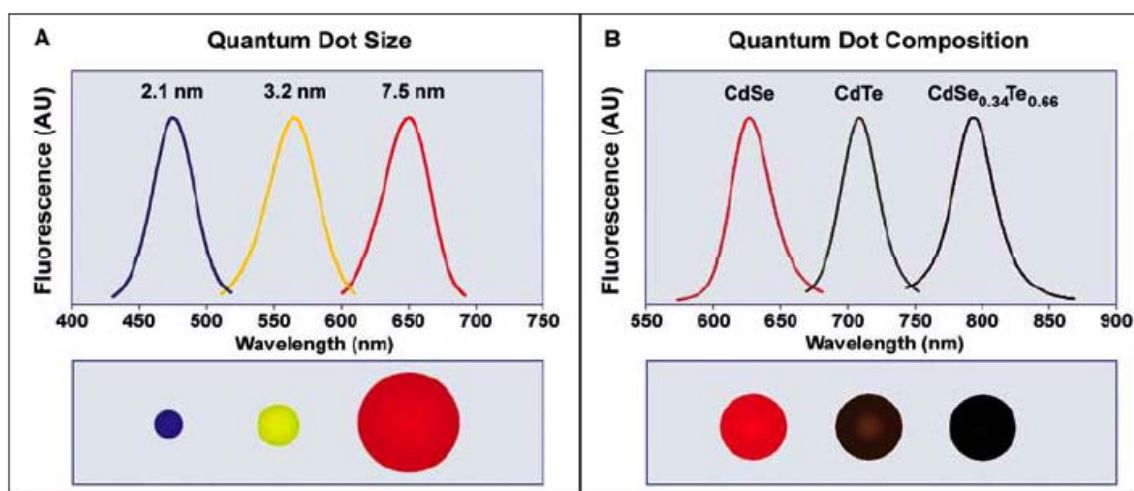 A
Quantum Dot Size
2.1 nm 3.2 nm 7.5 nm
Fluorescence (AU)
400 450 500 550 600 650 700 750
Wavelength (nm)
B
Quantum Dot Composition
CdSe CdTe CdSe0.34Te0.66
Fluorescence (AU)
550 600 650 700 750 800 850 900
Wavelength (nm)